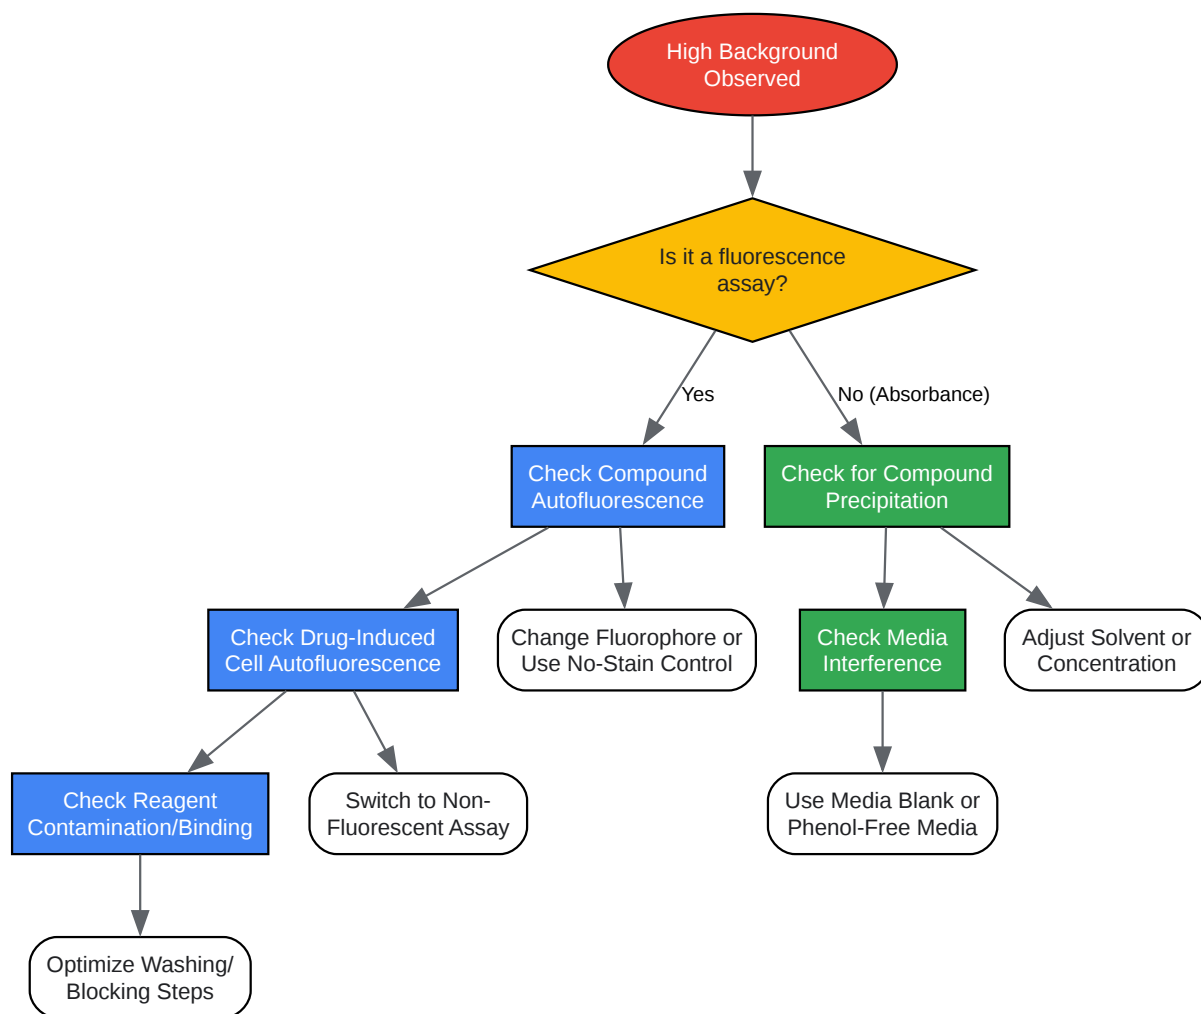 High Background
Observed
Is it a fluorescence
assay?
Yes
No (Absorbance)
Check Compound
Autofluorescence
Check for Compound
Precipitation
Check Drug-Induced
Cell Autofluorescence
Change Fluorophore or
Use No-Stain Control
Check Media
Interference
Adjust Solvent or
Concentration
Check Reagent
Contamination/Binding
Switch to Non-
Fluorescent Assay
Use Media Blank or
Phenol-Free Media
Optimize Washing/
Blocking Steps